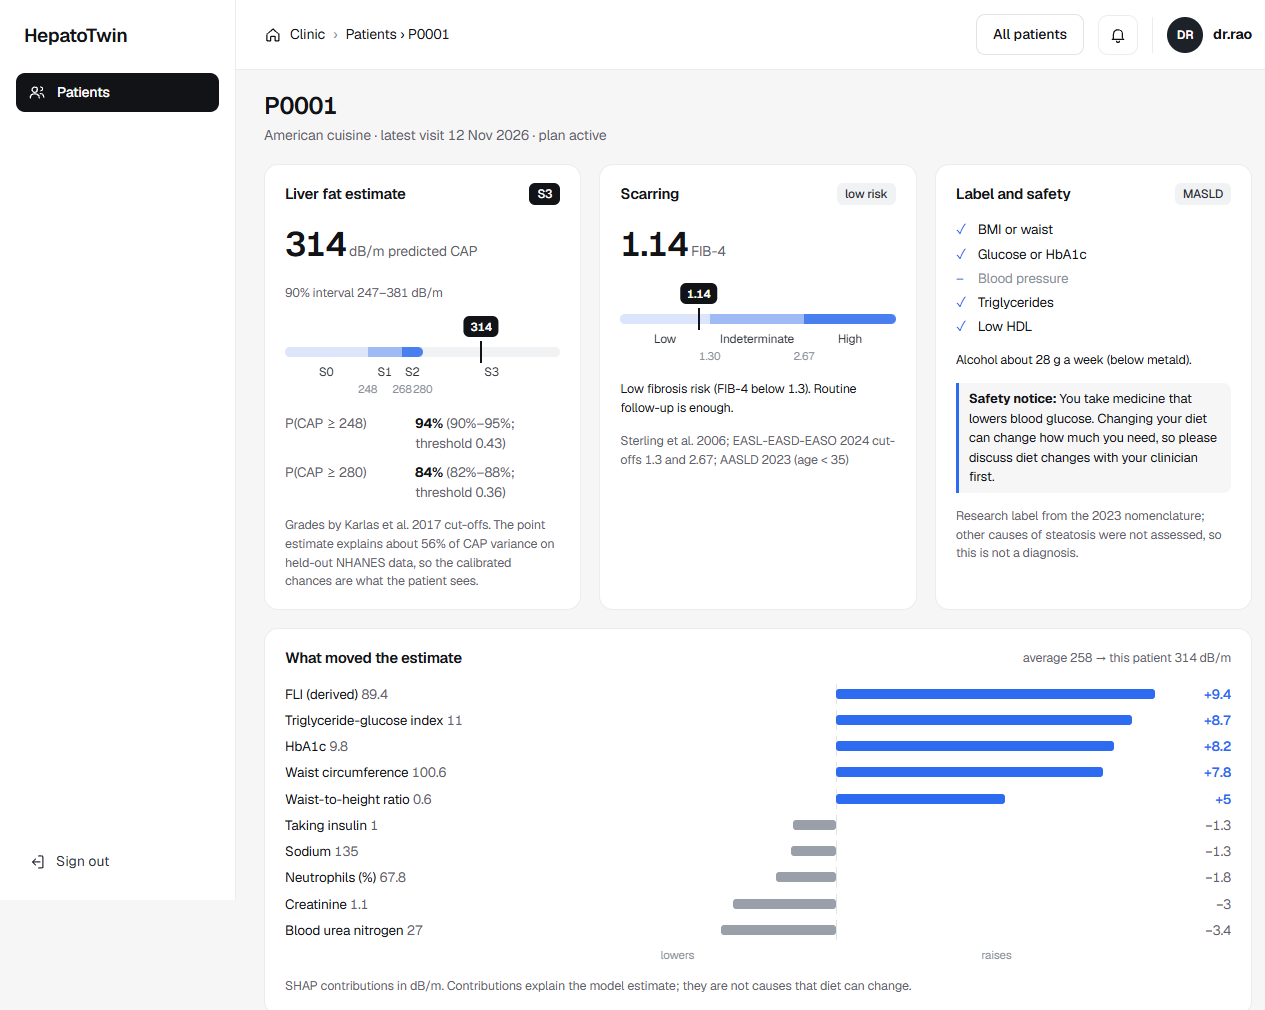 HepatoTwin
Clinic › Patients › P0001
All patients
DR
dr.rao
Patients
Sign out
P0001
American cuisine · latest visit 12 Nov 2026 · plan active
Liver fat estimate
S3
314 dB/m predicted CAP
90% interval 247–381 dB/m
314
S0 S1 S2 S3
248 268 280
P(CAP ≥ 248) 94% (90%–95%;
threshold 0.43)
P(CAP ≥ 280) 84% (82%–88%;
threshold 0.36)
Grades by Karlas et al. 2017 cut-offs. The point
estimate explains about 56% of CAP variance on
held-out NHANES data, so the calibrated
chances are what the patient sees.
Scarring
low risk
1.14 FIB-4
1.14
Low Indeterminate High
1.30 2.67
Low fibrosis risk (FIB-4 below 1.3). Routine
follow-up is enough.
Sterling et al. 2006; EASL-EASD-EASO 2024 cut-
offs 1.3 and 2.67; AASLD 2023 (age < 35)
Label and safety
MASLD
✓ BMI or waist
✓ Glucose or HbA1c
– Blood pressure
✓ Triglycerides
✓ Low HDL
Alcohol about 28 g a week (below metald).
Safety notice: You take medicine that
lowers blood glucose. Changing your diet
can change how much you need, so please
discuss diet changes with your clinician
first.
Research label from the 2023 nomenclature;
other causes of steatosis were not assessed, so
this is not a diagnosis.
What moved the estimate
average 258 → this patient 314 dB/m
FLI (derived) 89.4 +9.4
Triglyceride-glucose index 11 +8.7
HbA1c 9.8 +8.2
Waist circumference 100.6 +7.8
Waist-to-height ratio 0.6 +5
Taking insulin 1 −1.3
Sodium 135 −1.3
Neutrophils (%) 67.8 −1.8
Creatinine 1.1 −3
Blood urea nitrogen 27 −3.4
lowers raises
SHAP contributions in dB/m. Contributions explain the model estimate; they are not causes that diet can change.